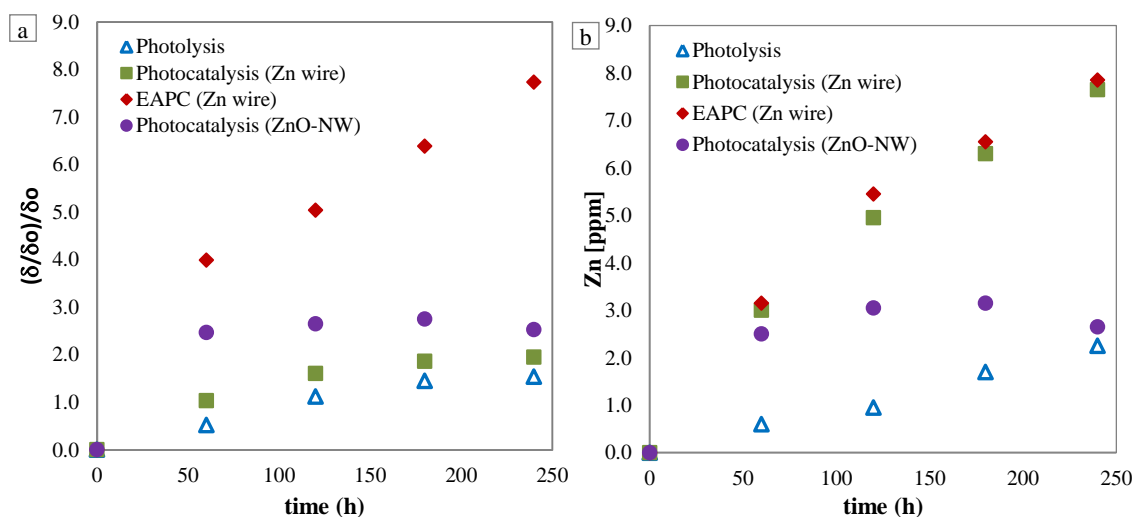 a
9.0
8.0
7.0
6.0
5.0
4.0
3.0
2.0
1.0
0.0
(δ/δo)/δo
Photolysis
Photocatalysis (Zn wire)
EAPC (Zn wire)
Photocatalysis (ZnO-NW)
0 50 100 150 200 250
time (h)
b
9.0
8.0
7.0
6.0
5.0
4.0
3.0
2.0
1.0
0.0
Zn [ppm]
Photolysis
Photocatalysis (Zn wire)
EAPC (Zn wire)
Photocatalysis (ZnO-NW)
0 50 100 150 200 250
time (h)